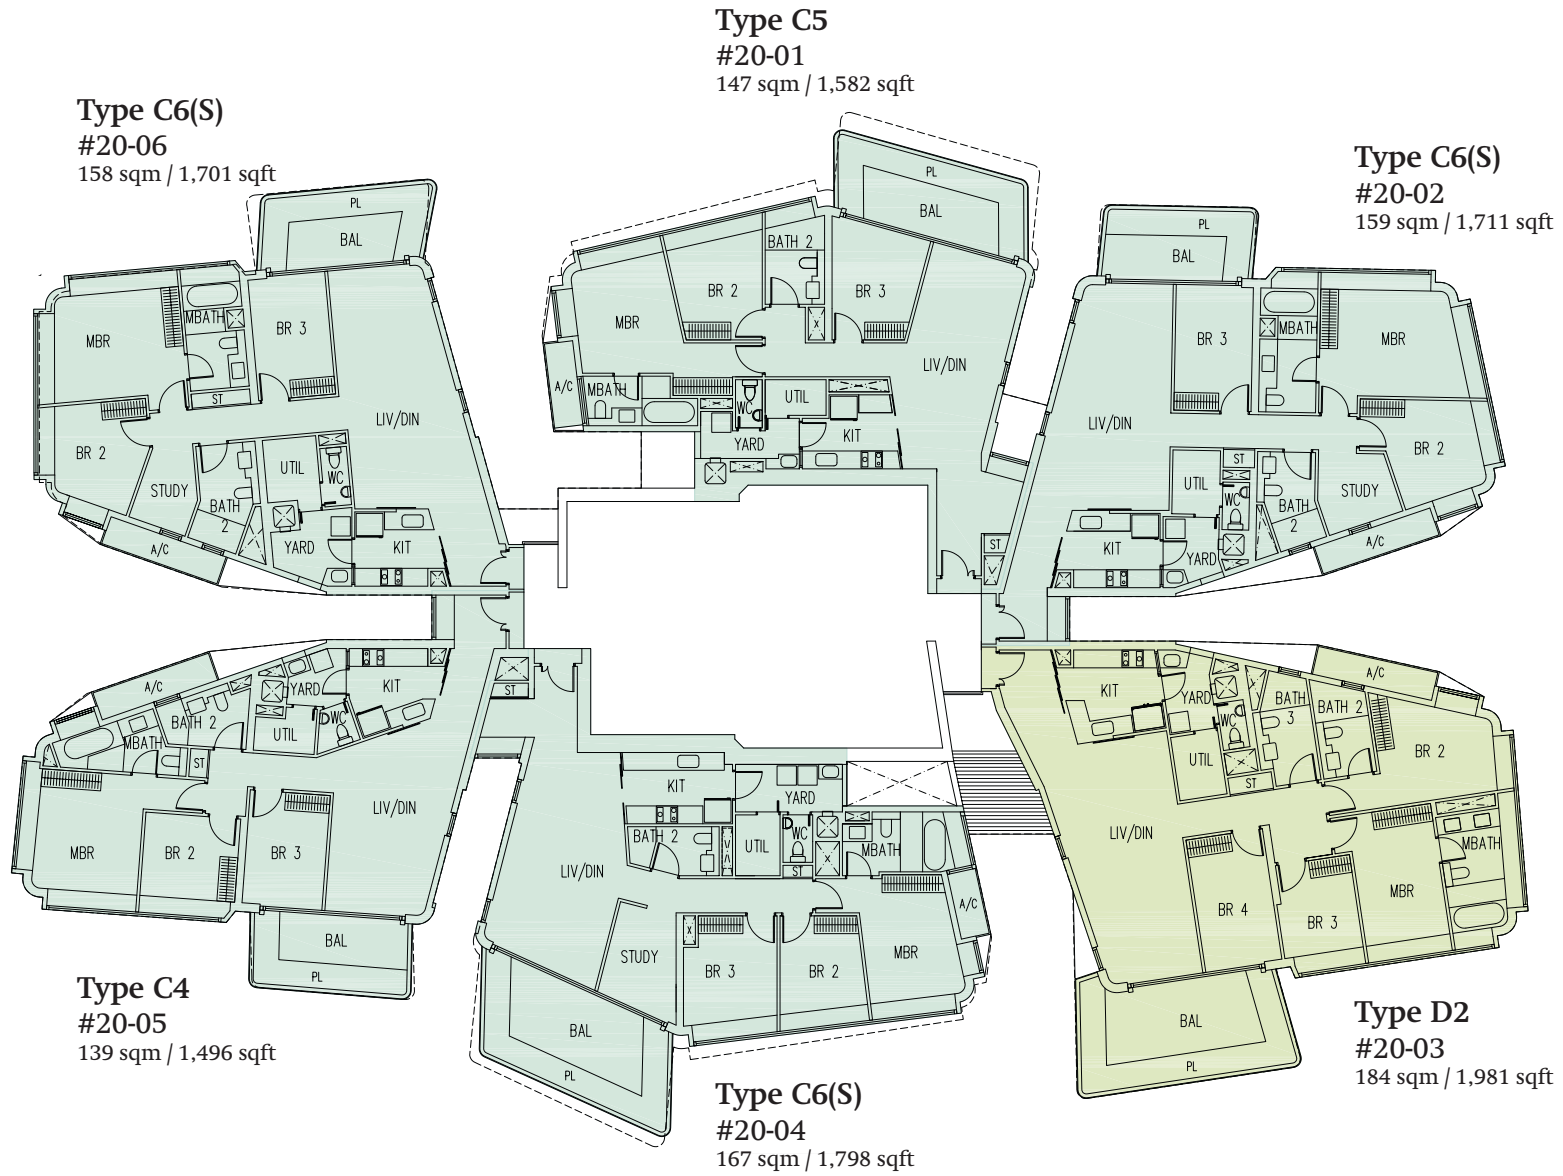 Type C5
#20-01
147 sqm / 1,582 sqft
Type C6(S)
#20-06
158 sqm / 1,701 sqft
Type C6(S)
#20-02
159 sqm / 1,711 sqft
PL
BAL
MBR
MBATH
BR 3
ST
LIV/DIN
BR 2
STUDY
BATH
2
UTIL
WC
YARD
KIT
A/C
PL
BAL
BATH 2
BR 2
BR 3
MBR
LIV/DIN
A/C
MBATH
WC
UTIL
YARD
KIT
X
ST
PL
BAL
BR 3
MBATH
MBR
LIV/DIN
BR 2
ST
UTIL
WC
BATH
2
STUDY
KIT
YARD
A/C
A/C
YARD
KIT
BATH 2
WC
UTIL
MBATH
ST
LIV/DIN
MBR
BR 2
BR 3
BAL
PL
ST
KIT
YARD
BATH 2
UTIL
WC
X
MBATH
ST
LIV/DIN
A/C
X
STUDY
BR 3
BR 2
MBR
BAL
PL
A/C
KIT
YARD
BATH
3
BATH 2
WC
UTIL
ST
BR 2
LIV/DIN
MBATH
MBR
BR 4
BR 3
BAL
PL
Type C4
#20-05
139 sqm / 1,496 sqft
Type C6(S)
#20-04
167 sqm / 1,798 sqft
Type D2
#20-03
184 sqm / 1,981 sqft